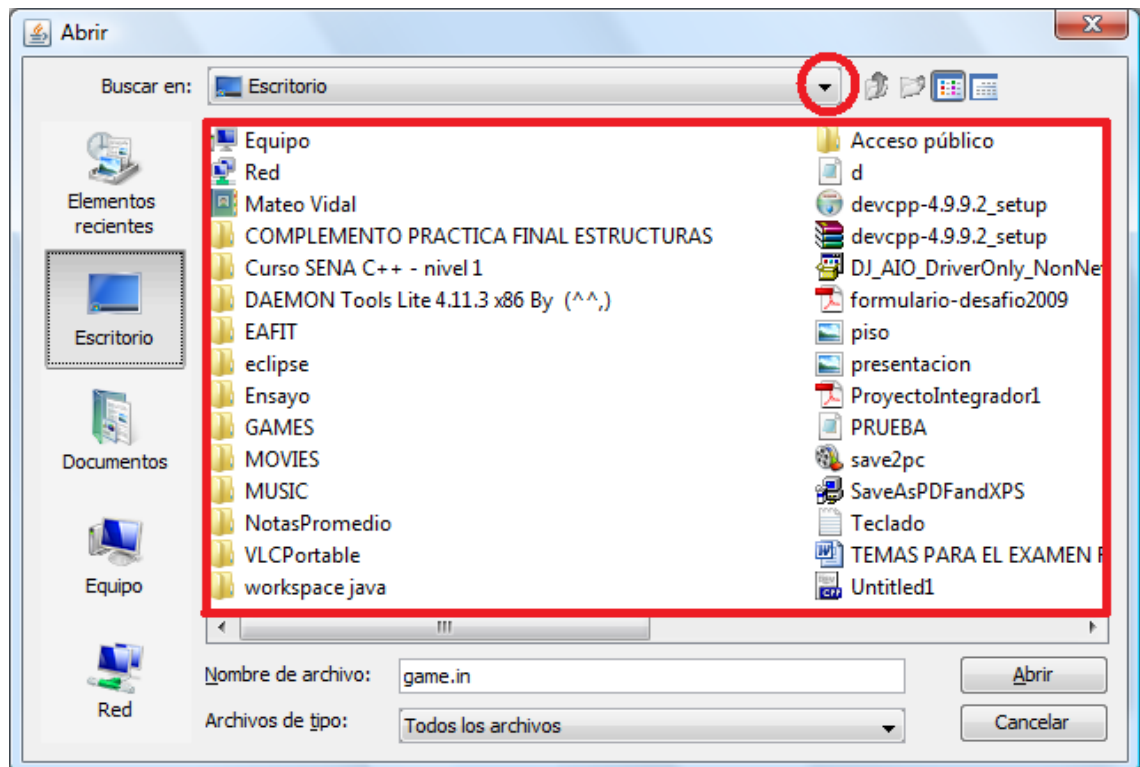 Abrir
Buscar en:
Escritorio
Elementos
recientes
Escritorio
Documentos
Equipo
Red
Equipo
Red
Mateo Vidal
COMPLEMENTO PRACTICA FINAL ESTRUCTURAS
Curso SENA C++ - nivel 1
DAEMON Tools Lite 4.11.3 x86 By (^^,)
EAFIT
eclipse
Ensayo
GAMES
MOVIES
MUSIC
NotasPromedio
VLCPortable
workspace java
Acceso público
d
devcpp-4.9.9.2_setup
devcpp-4.9.9.2_setup
DJ_AIO_DriverOnly_NonNe
formulario-desafio2009
piso
presentacion
ProyectoIntegrador1
PRUEBA
save2pc
SaveAsPDFandXPS
Teclado
TEMAS PARA EL EXAMEN
Untitled1
Nombre de archivo:
game.in
Abrir
Archivos de tipo:
Todos los archivos
Cancelar